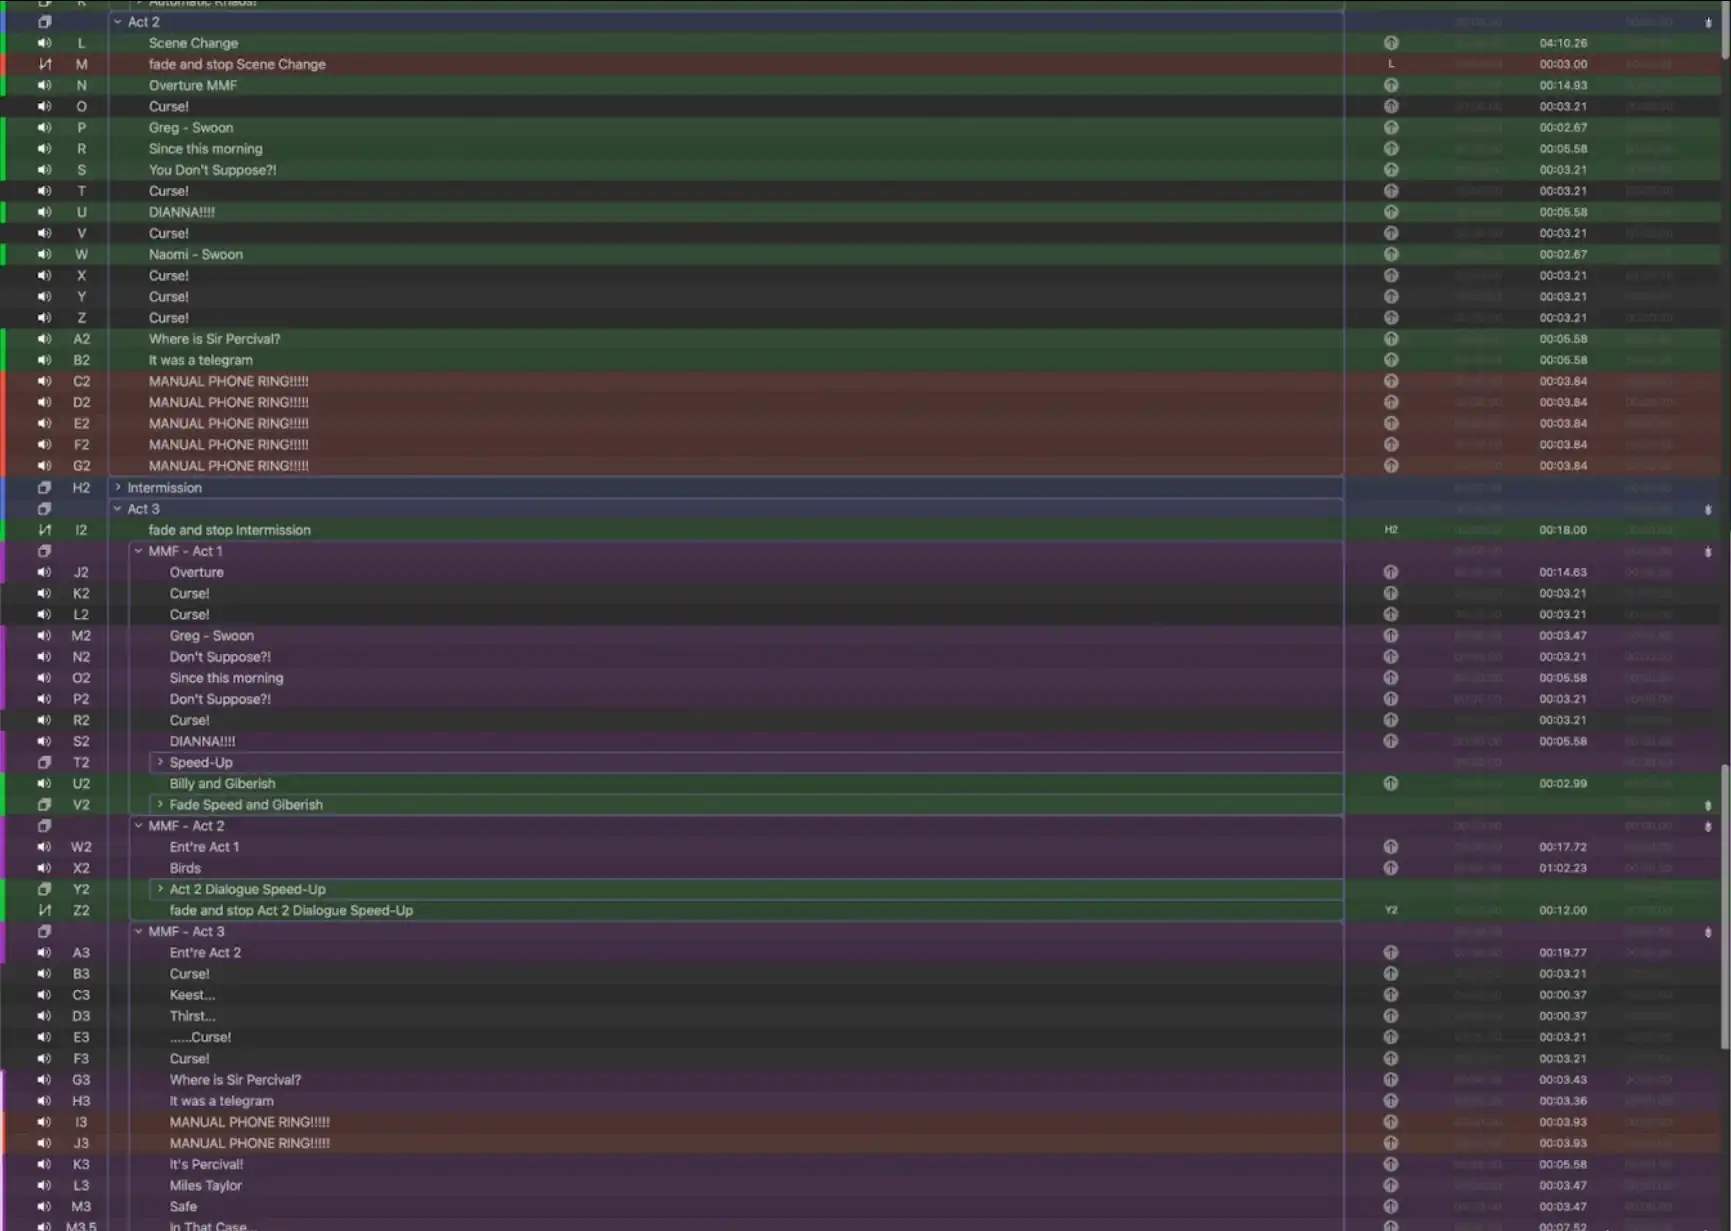 K Automatic Khaos!
Act 2
L Scene Change 04:10.26
M fade and stop Scene Change L 00:03.00
N Overture MMF 00:14.93
O Curse! 00:03.21
P Greg - Swoon 00:02.67
R Since this morning 00:05.58
S You Don't Suppose?! 00:03.21
T Curse! 00:03.21
U DIANNA!!!! 00:05.58
V Curse! 00:03.21
W Naomi - Swoon 00:02.67
X Curse! 00:03.21
Y Curse! 00:03.21
Z Curse! 00:03.21
A2 Where is Sir Percival? 00:05.58
B2 It was a telegram 00:05.58
C2 MANUAL PHONE RING!!!!! 00:03.84
D2 MANUAL PHONE RING!!!!! 00:03.84
E2 MANUAL PHONE RING!!!!! 00:03.84
F2 MANUAL PHONE RING!!!!! 00:03.84
G2 MANUAL PHONE RING!!!!! 00:03.84
H2 Intermission
Act 3
I2 fade and stop Intermission H2 00:18.00
MMF - Act 1
J2 Overture 00:14.63
K2 Curse! 00:03.21
L2 Curse! 00:03.21
M2 Greg - Swoon 00:03.47
N2 Don't Suppose?! 00:03.21
O2 Since this morning 00:05.58
P2 Don't Suppose?! 00:03.21
R2 Curse! 00:03.21
S2 DIANNA!!!! 00:05.58
T2 Speed-Up
U2 Billy and Giberish 00:02.99
V2 Fade Speed and Giberish
MMF - Act 2
W2 Ent're Act 1 00:17.72
X2 Birds 01:02.23
Y2 Act 2 Dialogue Speed-Up
Z2 fade and stop Act 2 Dialogue Speed-Up Y2 00:12.00
MMF - Act 3
A3 Ent're Act 2 00:19.77
B3 Curse! 00:03.21
C3 Keest... 00:00.37
D3 Thirst... 00:00.37
E3 ......Curse! 00:03.21
F3 Curse! 00:03.21
G3 Where is Sir Percival? 00:03.43
H3 It was a telegram 00:03.36
I3 MANUAL PHONE RING!!!!! 00:03.93
J3 MANUAL PHONE RING!!!!! 00:03.93
K3 It's Percival! 00:05.58
L3 Miles Taylor 00:03.47
M3 Safe 00:03.47
M3.5 In That Case... 00:07.52